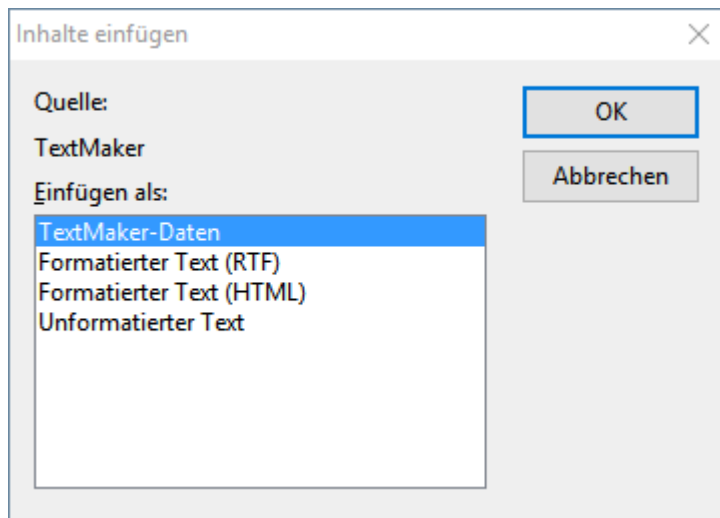 Inhalte einfügen
Quelle:
OK
TextMaker
Abbrechen
Einfügen als:
TextMaker-Daten
Formatierter Text (RTF)
Formatierter Text (HTML)
Unformatierter Text